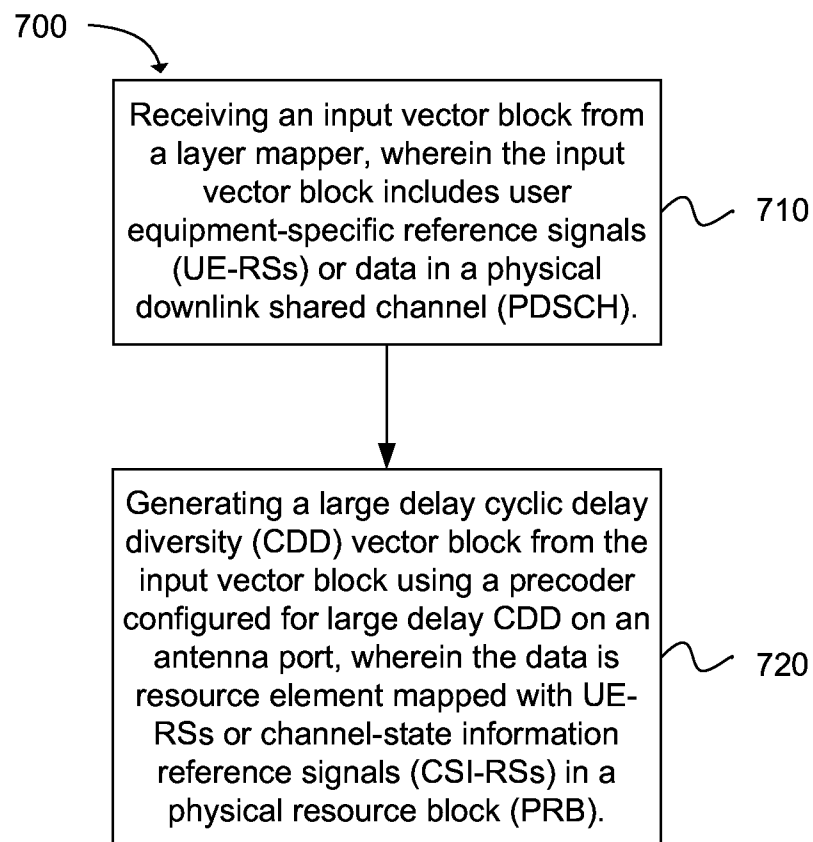 700
Receiving an input vector block from
a layer mapper, wherein the input
vector block includes user
equipment-specific reference signals
(UE-RSs) or data in a physical
downlink shared channel (PDSCH).
710
Generating a large delay cyclic delay
diversity (CDD) vector block from the
input vector block using a precoder
configured for large delay CDD on an
antenna port, wherein the data is
resource element mapped with UE-
RSs or channel-state information
reference signals (CSI-RSs) in a
physical resource block (PRB).
720